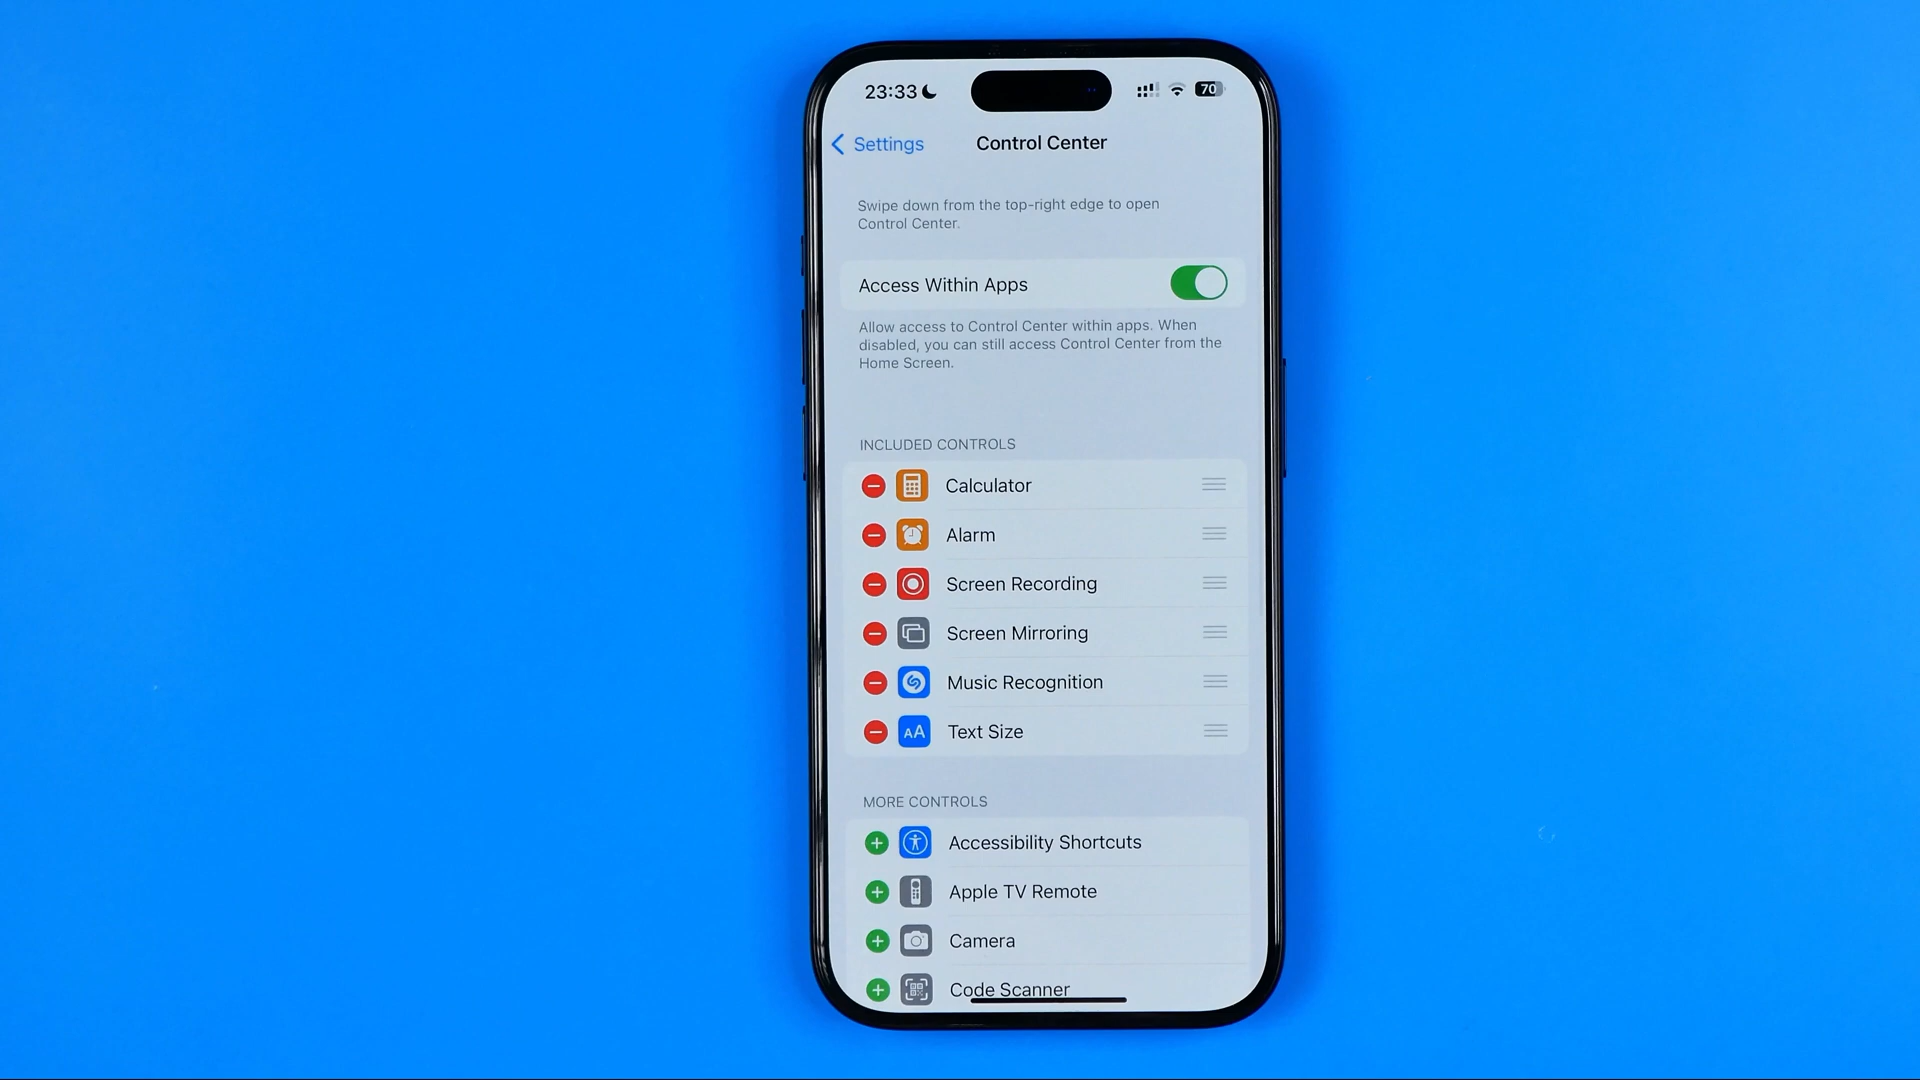 23:33
70
Settings
Control Center
Swipe down from the top-right edge to open
Control Center.
Access Within Apps
Allow access to Control Center within apps. When
disabled, you can still access Control Center from the
Home Screen.
INCLUDED CONTROLS
Calculator
Alarm
Screen Recording
Screen Mirroring
Music Recognition
AA Text Size
MORE CONTROLS
Accessibility Shortcuts
Apple TV Remote
Camera
Code Scanner